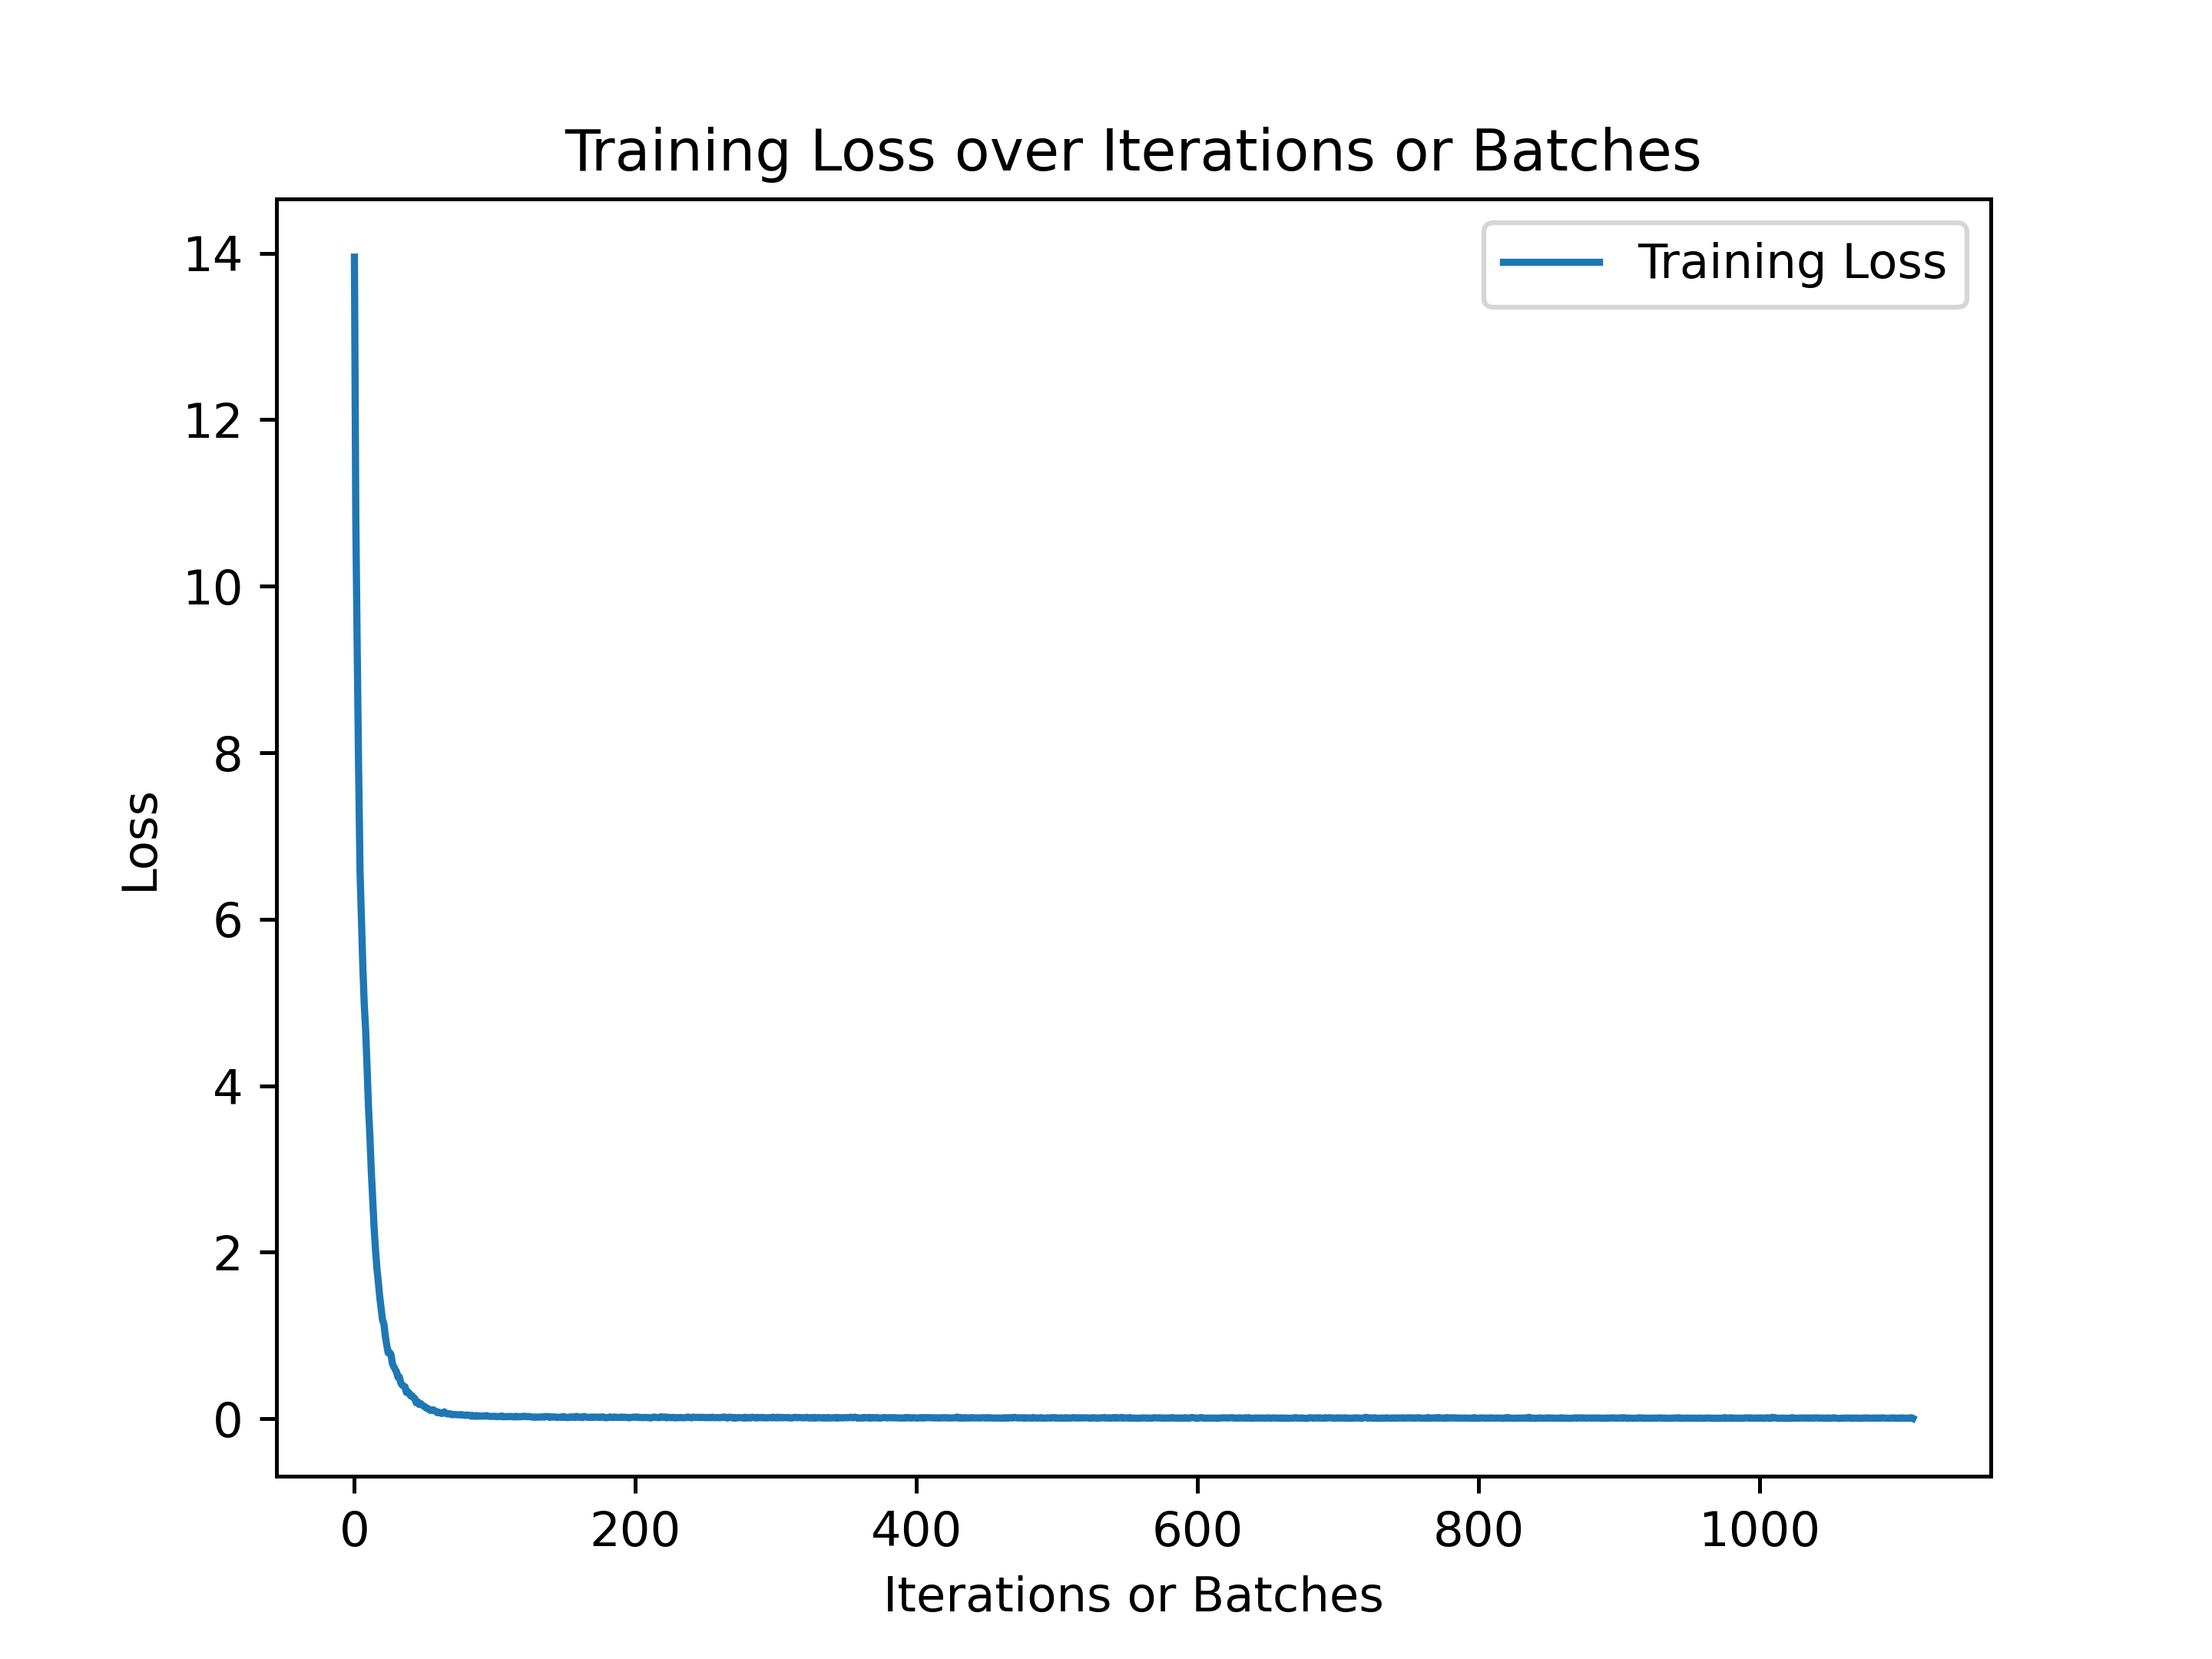 Training Loss over Iterations or Batches
Training Loss
14
12
10
8
6
4
2
0
Loss
0 200 400 600 800 1000
Iterations or Batches